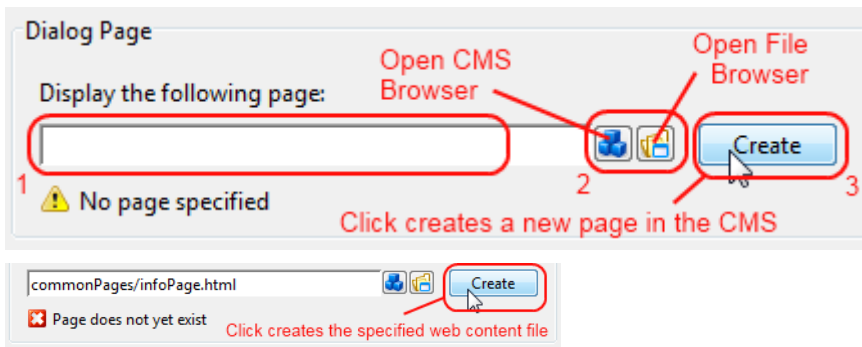 Dialog Page
Open CMS
Browser
Open File
Browser
Display the following page:
Create
1
2
3
No page specified
Click creates a new page in the CMS
commonPages/infoPage.html
Create
Page does not yet exist
Click creates the specified web content file